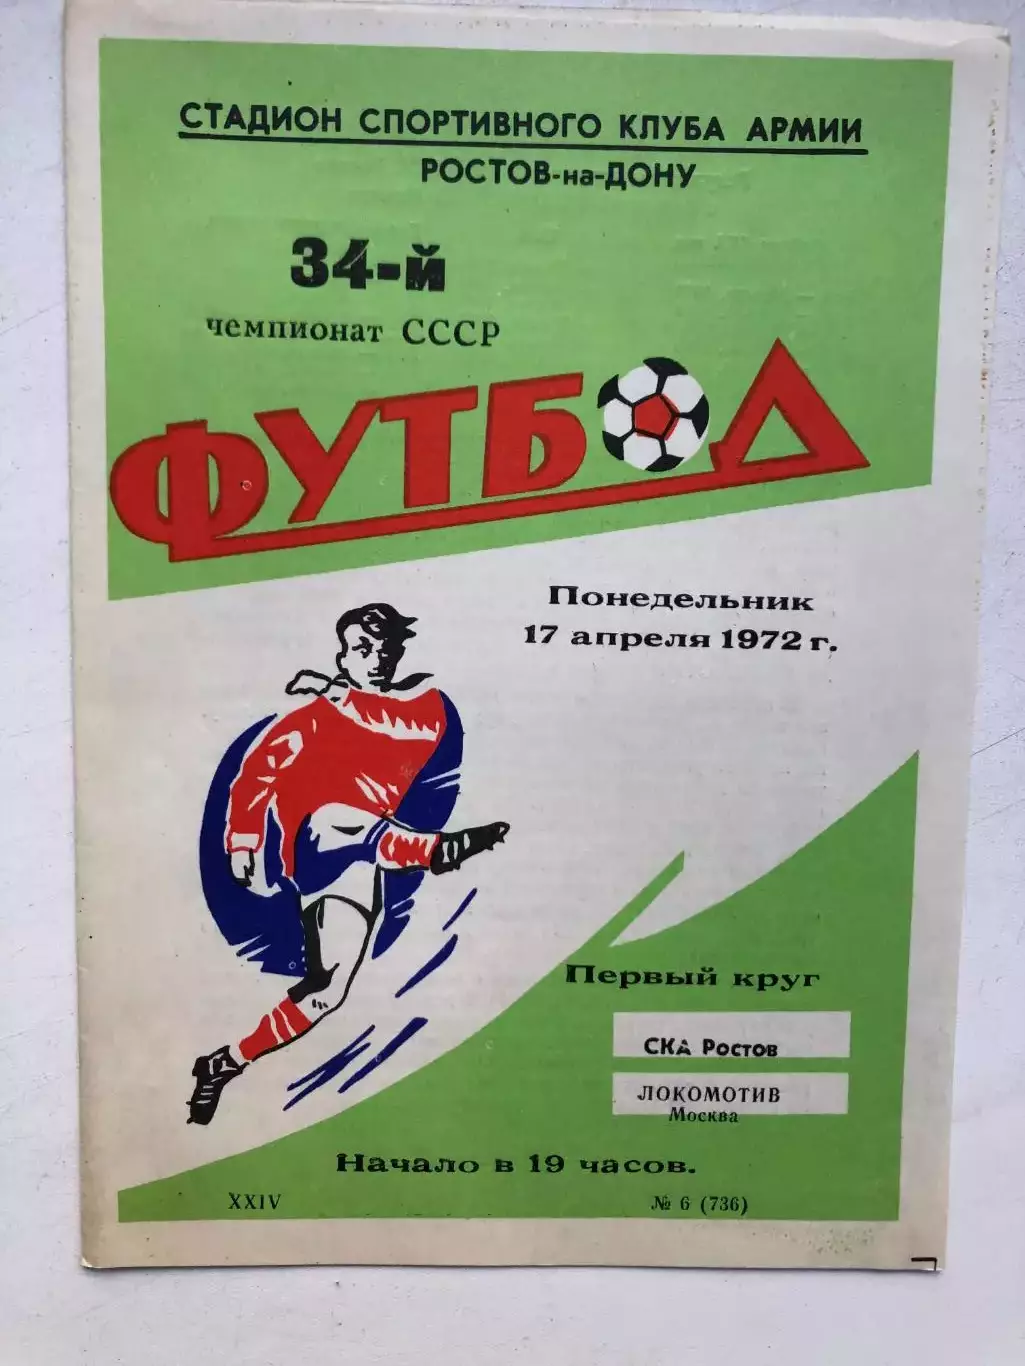 СТАДИОН СПОРТИВНОГО КЛУБА АРМИИ
РОСТОВ-на-ДОНУ
34-й
чемпионат СССР
ФУТБОЛ
Понедельник
17 апреля 1972 г.
Первый круг
СКА Ростов
ЛОКОМОТИВ
Москва
Начало в 19 часов.
XXIV
№ 6 (736)